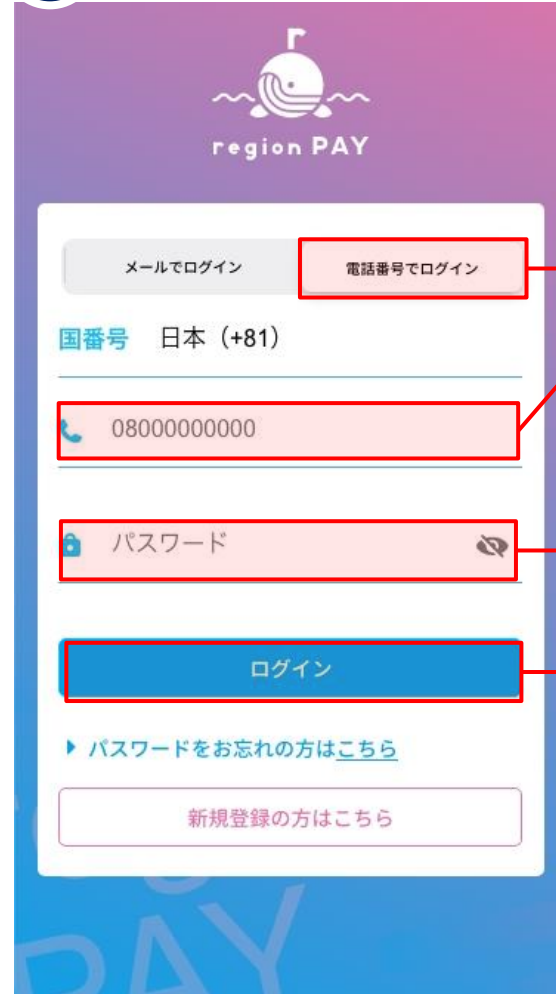 region PAY
メールでログイン 電話番号でログイン
国番号 日本（+81）
08000000000
パスワード
ログイン
パスワードをお忘れの方はこちら
新規登録の方はこちら
PAY